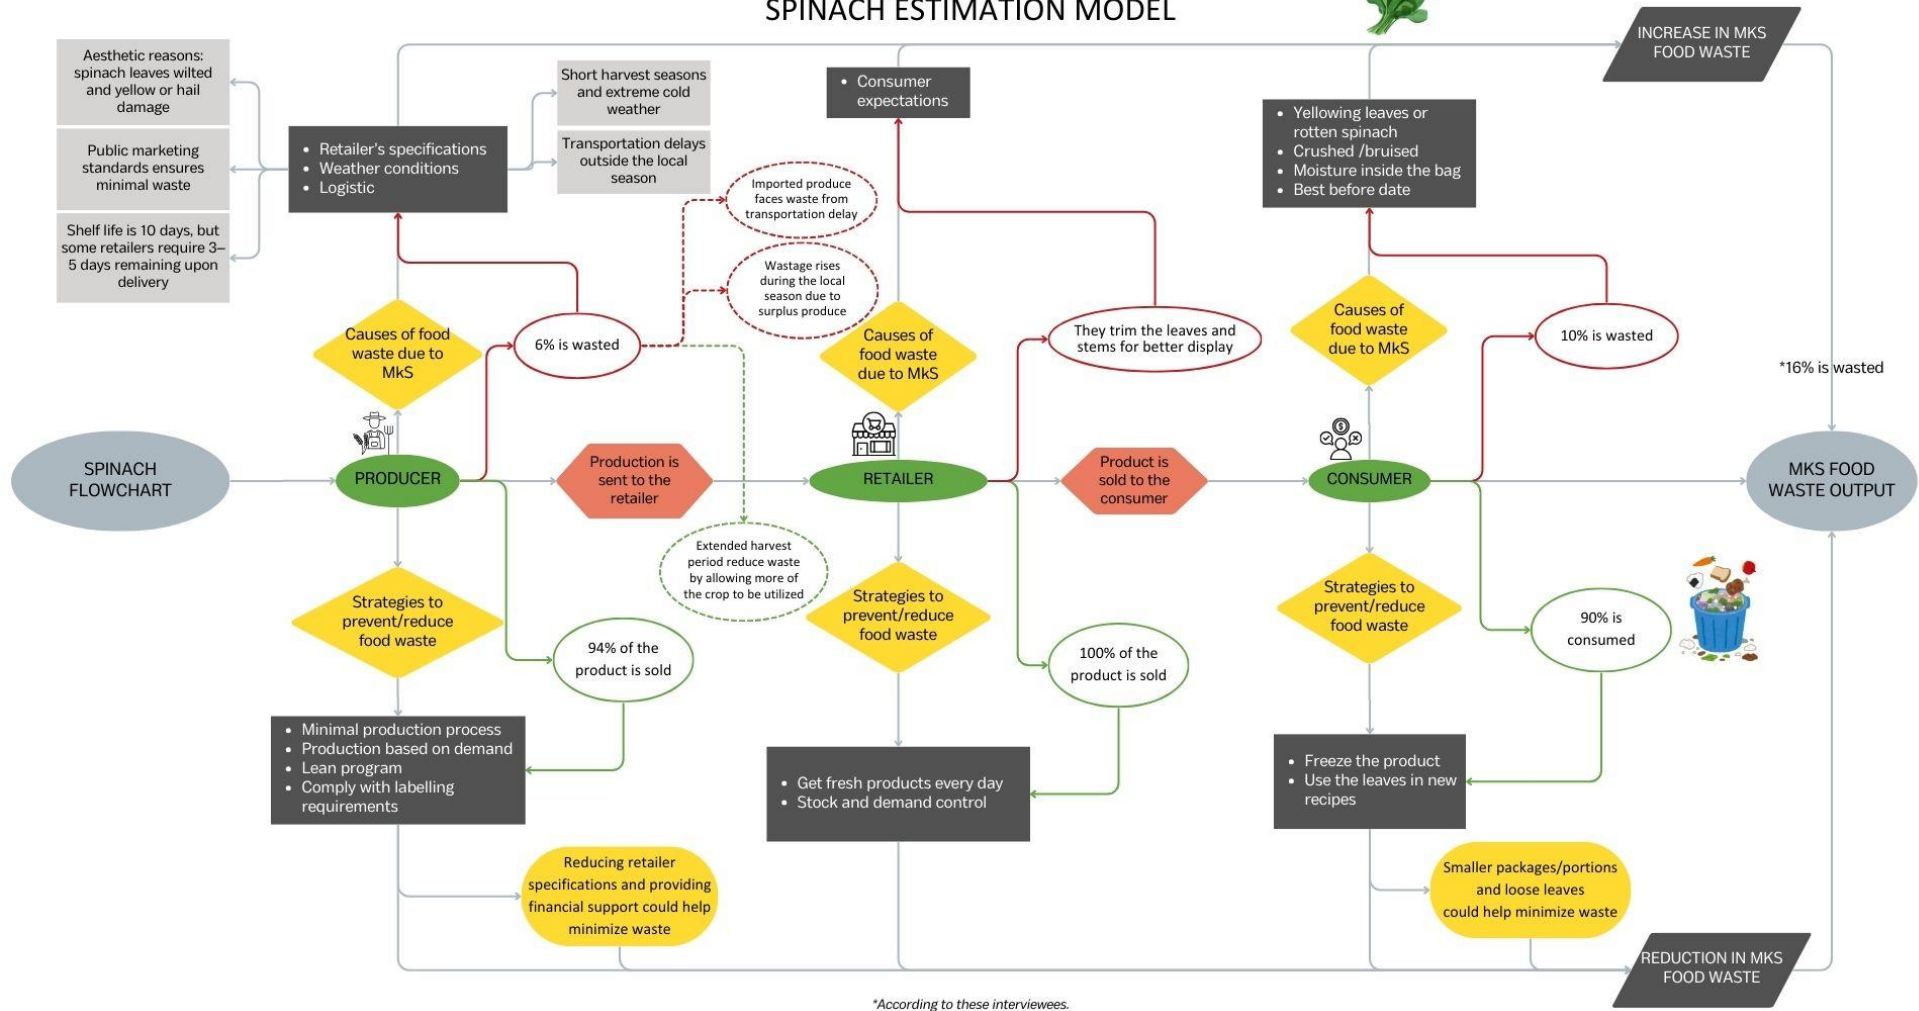 SPINACH ESTIMATION MODEL
INCREASE IN MKS
FOOD WASTE
Aesthetic reasons:
spinach leaves wilted
and yellow or hail
damage
Public marketing
standards ensures
minimal waste
Shelf life is 10 days, but
some retailers require 3–
5 days remaining upon
delivery
• Retailer's specifications
• Weather conditions
• Logistic
Short harvest seasons
and extreme cold
weather
Transportation delays
outside the local
season
Imported produce
faces waste from
transportation delay
Wastage rises
during the local
season due to
surplus produce
• Consumer
expectations
• Yellowing leaves or
rotten spinach
• Crushed /bruised
• Moisture inside the bag
• Best before date
Causes of food
waste due to
MkS
6% is wasted
Causes of
food waste
due to MkS
They trim the leaves and
stems for better display
Causes of
food waste
due to MkS
10% is wasted
*16% is wasted
SPINACH
FLOWCHART
PRODUCER
Production is
sent to the
retailer
RETAILER
Product is
sold to the
consumer
CONSUMER
MKS FOOD
WASTE OUTPUT
Extended harvest
period reduce waste
by allowing more of
the crop to be utilized
Strategies to
prevent/reduce
food waste
94% of the
product is sold
Strategies to
prevent/reduce
food waste
100% of the
product is sold
Strategies to
prevent/reduce
food waste
90% is
consumed
• Minimal production process
• Production based on demand
• Lean program
• Comply with labelling
requirements
• Get fresh products every day
• Stock and demand control
• Freeze the product
• Use the leaves in new
recipes
Reducing retailer
specifications and providing
financial support could help
minimize waste
Smaller packages/portions
and loose leaves
could help minimize waste
REDUCTION IN MKS
FOOD WASTE
*According to these interviewees.